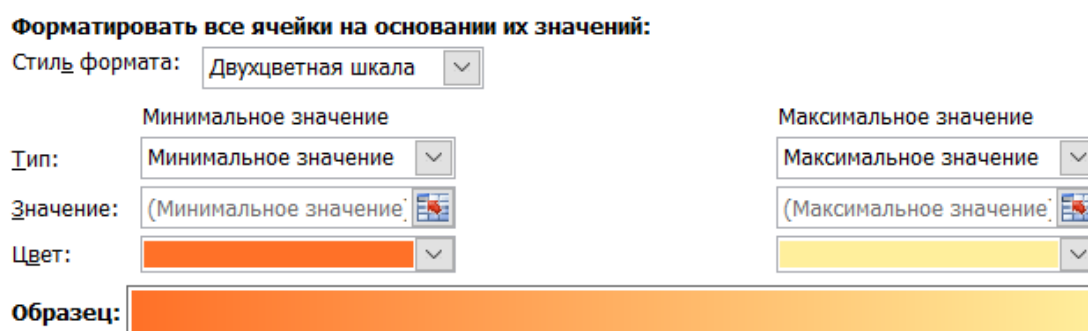 Форматировать все ячейки на основании их значений:
Стиль формата: Двухцветная шкала
Минимальное значение Максимальное значение
Тип: Минимальное значение Максимальное значение
Значение: (Минимальное значение) (Максимальное значение)
Цвет:
Образец: